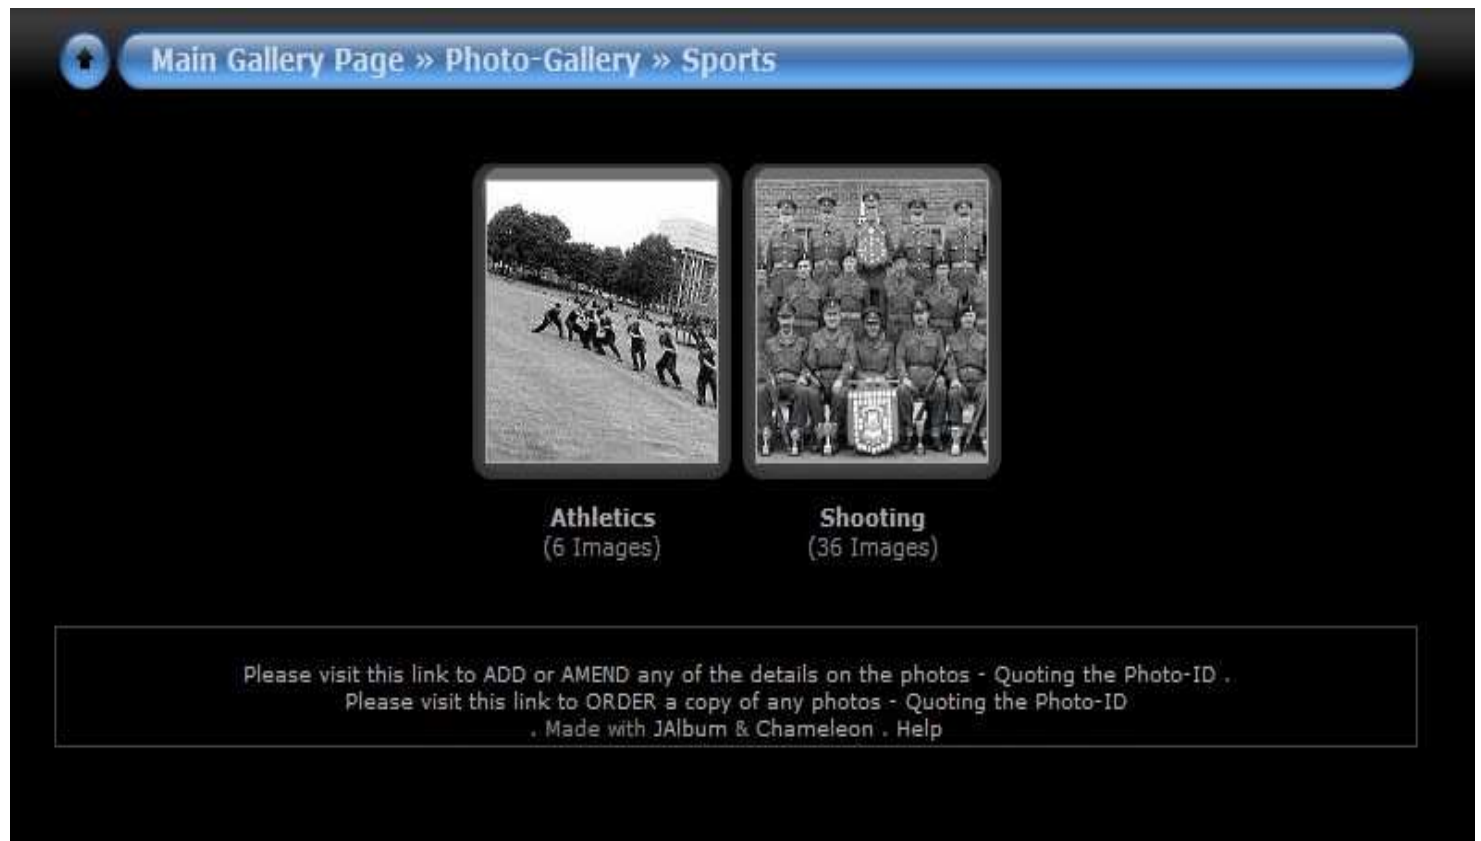 Main Gallery Page » Photo-Gallery » Sports
Athletics
(6 Images)
Shooting
(36 Images)
Please visit this link to ADD or AMEND any of the details on the photos - Quoting the Photo-ID .
Please visit this link to ORDER a copy of any photos - Quoting the Photo-ID
. Made with JAlbum & Chameleon . Help